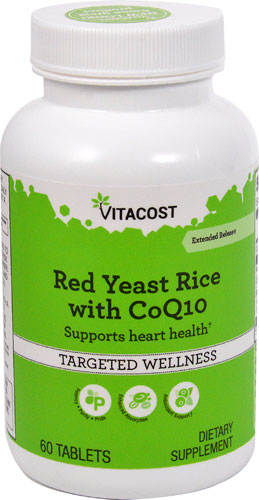 VITACOST
Extended Release
Red Yeast Rice
with CoQ10
Supports heart health†
TARGETED WELLNESS
60 TABLETS
DIETARY
SUPPLEMENT